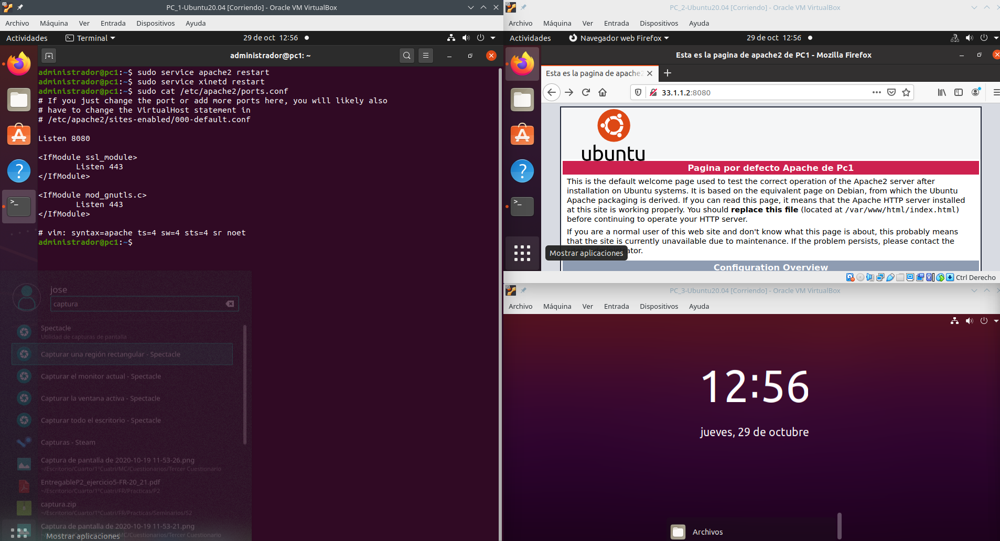 PC_1-Ubuntu20.04 [Corriendo] - Oracle VM VirtualBox
Archivo Máquina Ver Entrada Dispositivos Ayuda
Actividades Terminal 29 de oct 12:56
administrador@pc1: ~
administrador@pc1:~$ sudo service apache2 restart
administrador@pc1:~$ sudo service xinetd restart
administrador@pc1:~$ sudo cat /etc/apache2/ports.conf
# If you just change the port or add more ports here, you will likely also
# have to change the VirtualHost statement in
# /etc/apache2/sites-enabled/000-default.conf
Listen 8080
<IfModule ssl_module>
Listen 443
</IfModule>
<IfModule mod_gnutls.c>
Listen 443
</IfModule>
# vim: syntax=apache ts=4 sw=4 sts=4 sr noet
administrador@pc1:~$
jose
captura
Spectacle
Utilidad de capturas de pantalla
Capturar una región rectangular - Spectacle
Capturar el monitor actual - Spectacle
Capturar la ventana activa - Spectacle
Capturar todo el escritorio - Spectacle
Capturas - Steam
Captura de pantalla de 2020-10-19 11-53-26.png
~/Escritorio/Cuarto/1ºCuatri/MC/Cuestionarios/Tercer Cuestionario
EntregableP2_ejercicio5-FR-20_21.pdf
~/Escritorio/Cuarto/1ºCuatri/FR/Practicas/P2
captura.zip
~/Escritorio/Cuarto/1ºCuatri/FR/Practicas/Seminarios/S2
Captura de pantalla de 2020-10-19 11-53-21.png
MC/Cuestionarios/Tercer Cuestionario
Mostrar aplicaciones
PC_2-Ubuntu20.04 [Corriendo] - Oracle VM VirtualBox
Archivo Máquina Ver Entrada Dispositivos Ayuda
Actividades Navegador web Firefox 29 de oct 12:56
Esta es la pagina de apache2 de PC1 - Mozilla Firefox
Esta es la pagina de apache2
33.1.1.2:8080
ubuntu
Pagina por defecto Apache de Pc1
This is the default welcome page used to test the correct operation of the Apache2 server after
installation on Ubuntu systems. It is based on the equivalent page on Debian, from which the Ubuntu
Apache packaging is derived. If you can read this page, it means that the Apache HTTP server installed
at this site is working properly. You should replace this file (located at /var/www/html/index.html)
before continuing to operate your HTTP server.
If you are a normal user of this web site and don't know what this page is about, this probably means
that the site is currently unavailable due to maintenance. If the problem persists, please contact the
ator.
Mostrar aplicaciones
Configuration Overview
Ctrl Derecho
PC_3-Ubuntu20.04 [Corriendo] - Oracle VM VirtualBox
Archivo Máquina Ver Entrada Dispositivos Ayuda
12:56
jueves, 29 de octubre
Archivos